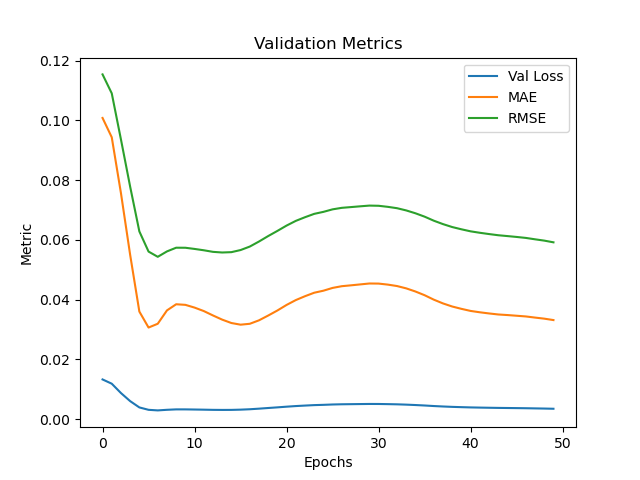 Validation Metrics
Val Loss
MAE
RMSE
Metric
0.12
0.10
0.08
0.06
0.04
0.02
0.00
0 10 20 30 40 50
Epochs